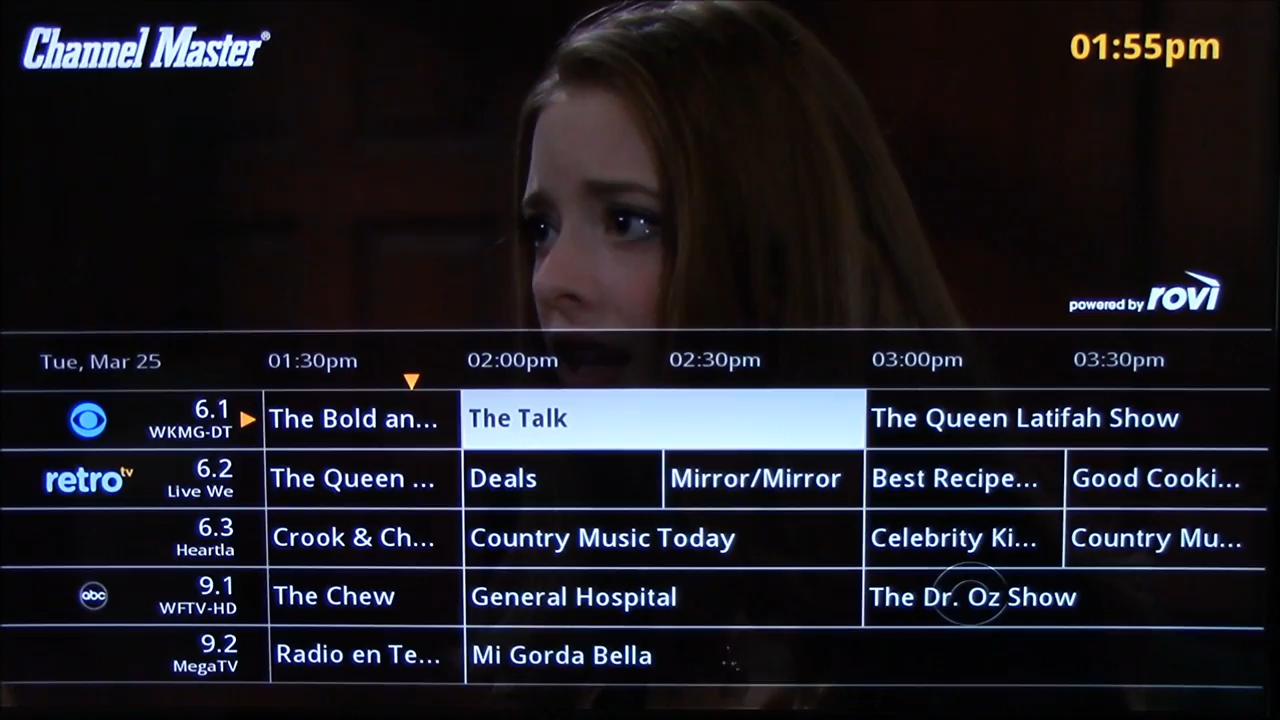 Channel Master®
01:55pm
powered by rovi
Tue, Mar 25 01:30pm 02:00pm 02:30pm 03:00pm 03:30pm
6.1 WKMG-DT The Bold an... The Talk The Queen Latifah Show
retro tv 6.2 Live We The Queen ... Deals Mirror/Mirror Best Recipe... Good Cooki...
6.3 Heartla Crook & Ch... Country Music Today Celebrity Ki... Country Mu...
abc 9.1 WFTV-HD The Chew General Hospital The Dr. Oz Show
9.2 MegaTV Radio en Te... Mi Gorda Bella